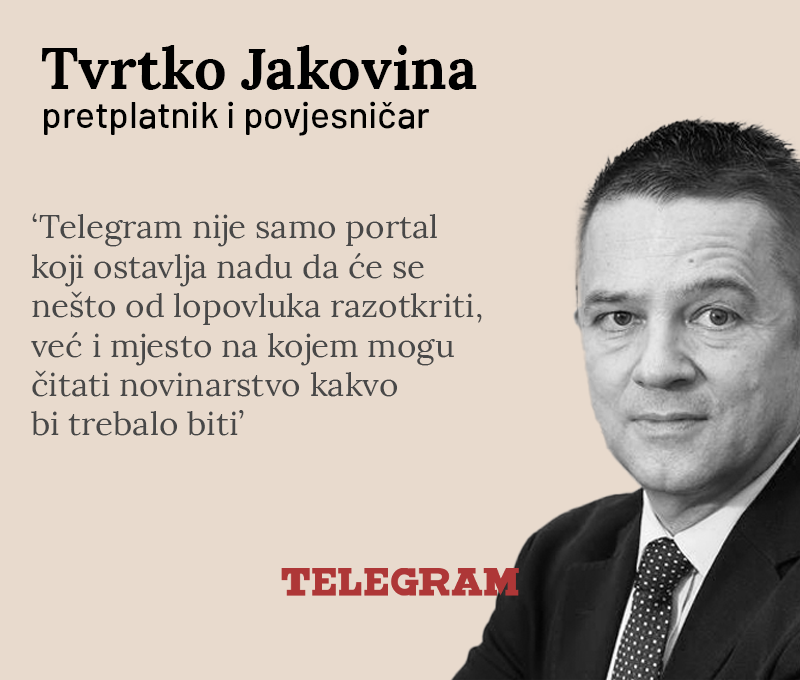 Tvrtko Jakovina
pretplatnik i povjesničar
‘Telegram nije samo portal
koji ostavlja nadu da će se
nešto od lopovluka razotkriti,
već i mjesto na kojem mogu
čitati novinarstvo kakvo
bi trebalo biti’
TELEGRAM